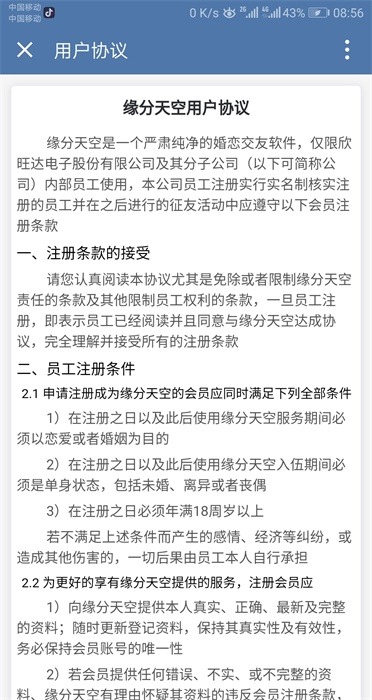 中国移动
中国移动
0 K/s 2G 4G 43% 08:56
用户协议
缘分天空用户协议
缘分天空是一个严肃纯净的婚恋交友软件，仅限欣
旺达电子股份有限公司及其分子公司（以下可简称公
司）内部员工使用，本公司员工注册实行实名制核实注
册的员工并在之后进行的征友活动中应遵守以下会员注
册条款
一、注册条款的接受
请您认真阅读本协议尤其是免除或者限制缘分天空
责任的条款及其他限制员工权利的条款，一旦员工注
册，即表示员工已经阅读并且同意与缘分天空达成协
议，完全理解并接受所有的注册条款
二、员工注册条件
2.1 申请注册成为缘分天空的会员应同时满足下列全部条件
1）在注册之日以及此后使用缘分天空服务期间必
须以恋爱或者婚姻为目的
2）在注册之日以及此后使用缘分天空入伍期间必
须是单身状态，包括未婚、离异或者丧偶
3）在注册之日必须年满18周岁以上
若不满足上述条件而产生的感情、经济等纠纷，或
造成其他伤害的，一切后果由员工本人自行承担
2.2 为更好的享有缘分天空提供的服务，注册会员应
1）向缘分天空提供本人真实、正确、最新及完整
的资料；随时更新登记资料，保持其真实性及有效性，
务必保持会员账号的唯一性
2）若会员提供任何错误、不实、或不完整的资
料、缘分天空有理由怀疑其资料的违反会员注册条款，